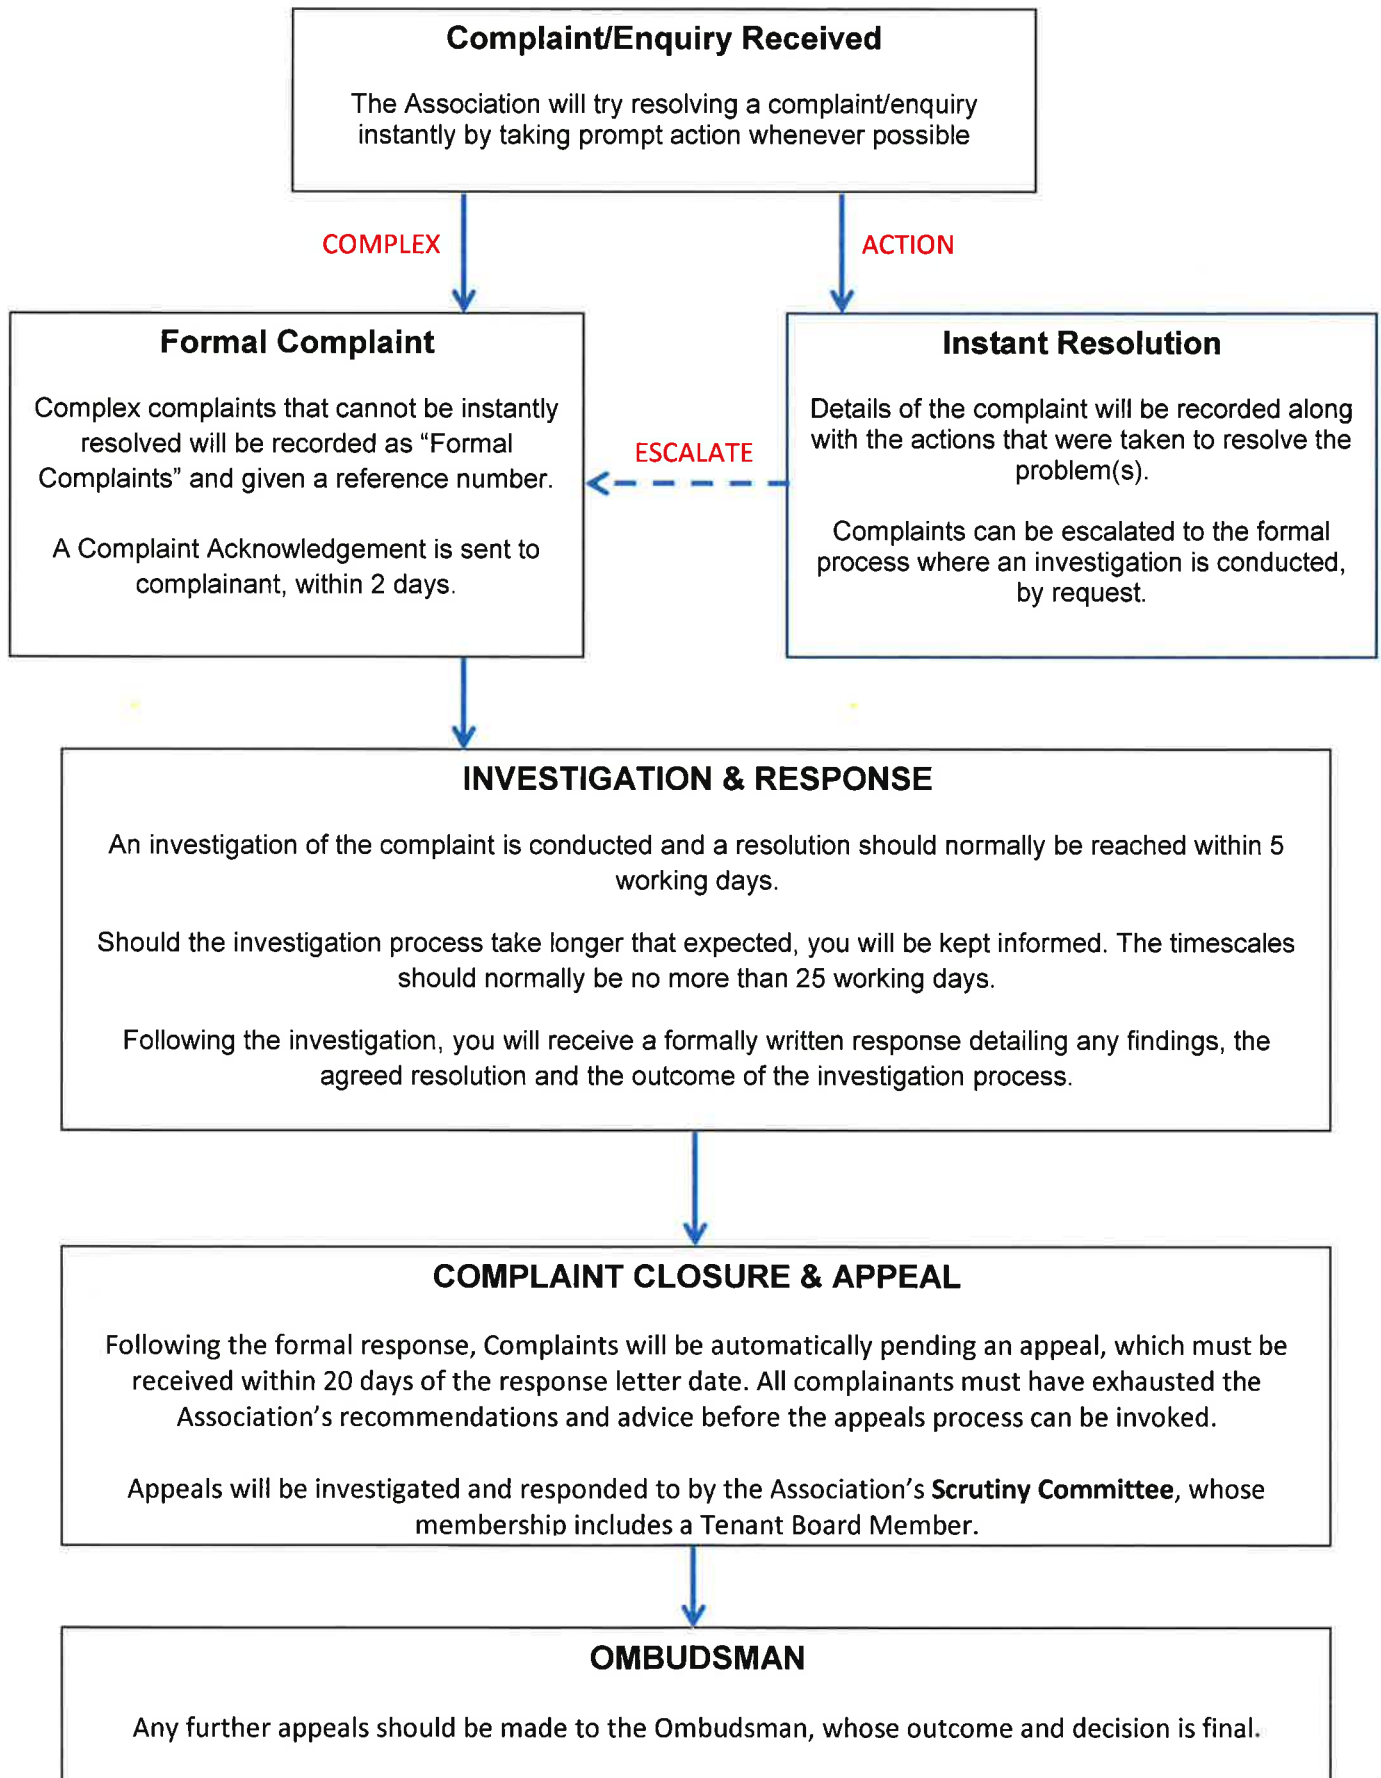 Complaint/Enquiry Received
The Association will try resolving a complaint/enquiry
instantly by taking prompt action whenever possible
COMPLEX
ACTION
Formal Complaint
Complex complaints that cannot be instantly
resolved will be recorded as “Formal
Complaints” and given a reference number.
A Complaint Acknowledgement is sent to
complainant, within 2 days.
ESCALATE
Instant Resolution
Details of the complaint will be recorded along
with the actions that were taken to resolve the
problem(s).
Complaints can be escalated to the formal
process where an investigation is conducted,
by request.
INVESTIGATION & RESPONSE
An investigation of the complaint is conducted and a resolution should normally be reached within 5
working days.
Should the investigation process take longer that expected, you will be kept informed. The timescales
should normally be no more than 25 working days.
Following the investigation, you will receive a formally written response detailing any findings, the
agreed resolution and the outcome of the investigation process.
COMPLAINT CLOSURE & APPEAL
Following the formal response, Complaints will be automatically pending an appeal, which must be
received within 20 days of the response letter date. All complainants must have exhausted the
Association’s recommendations and advice before the appeals process can be invoked.
Appeals will be investigated and responded to by the Association’s Scrutiny Committee, whose
membership includes a Tenant Board Member.
OMBUDSMAN
Any further appeals should be made to the Ombudsman, whose outcome and decision is final.